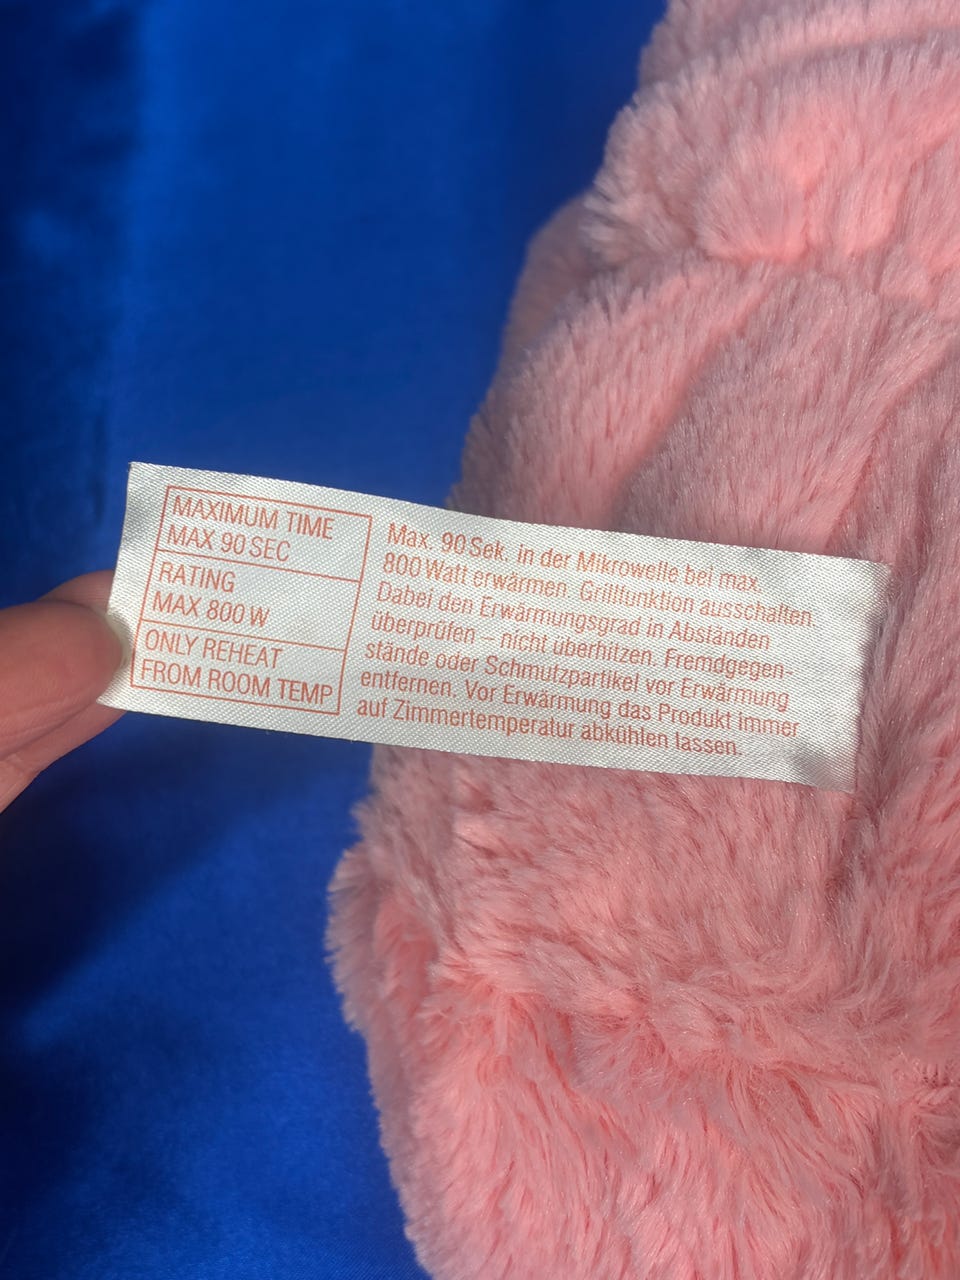 MAXIMUM TIME
MAX 90 SEC
RATING
MAX 800 W
ONLY REHEAT
FROM ROOM TEMP
Max. 90 Sek. in der Mikrowelle bei max.
800 Watt erwärmen. Grillfunktion ausschalten.
Dabei den Erwärmungsgrad in Abständen
überprüfen – nicht überhitzen. Fremdgegen-
stände oder Schmutzpartikel vor Erwärmung
entfernen. Vor Erwärmung das Produkt immer
auf Zimmertemperatur abkühlen lassen.